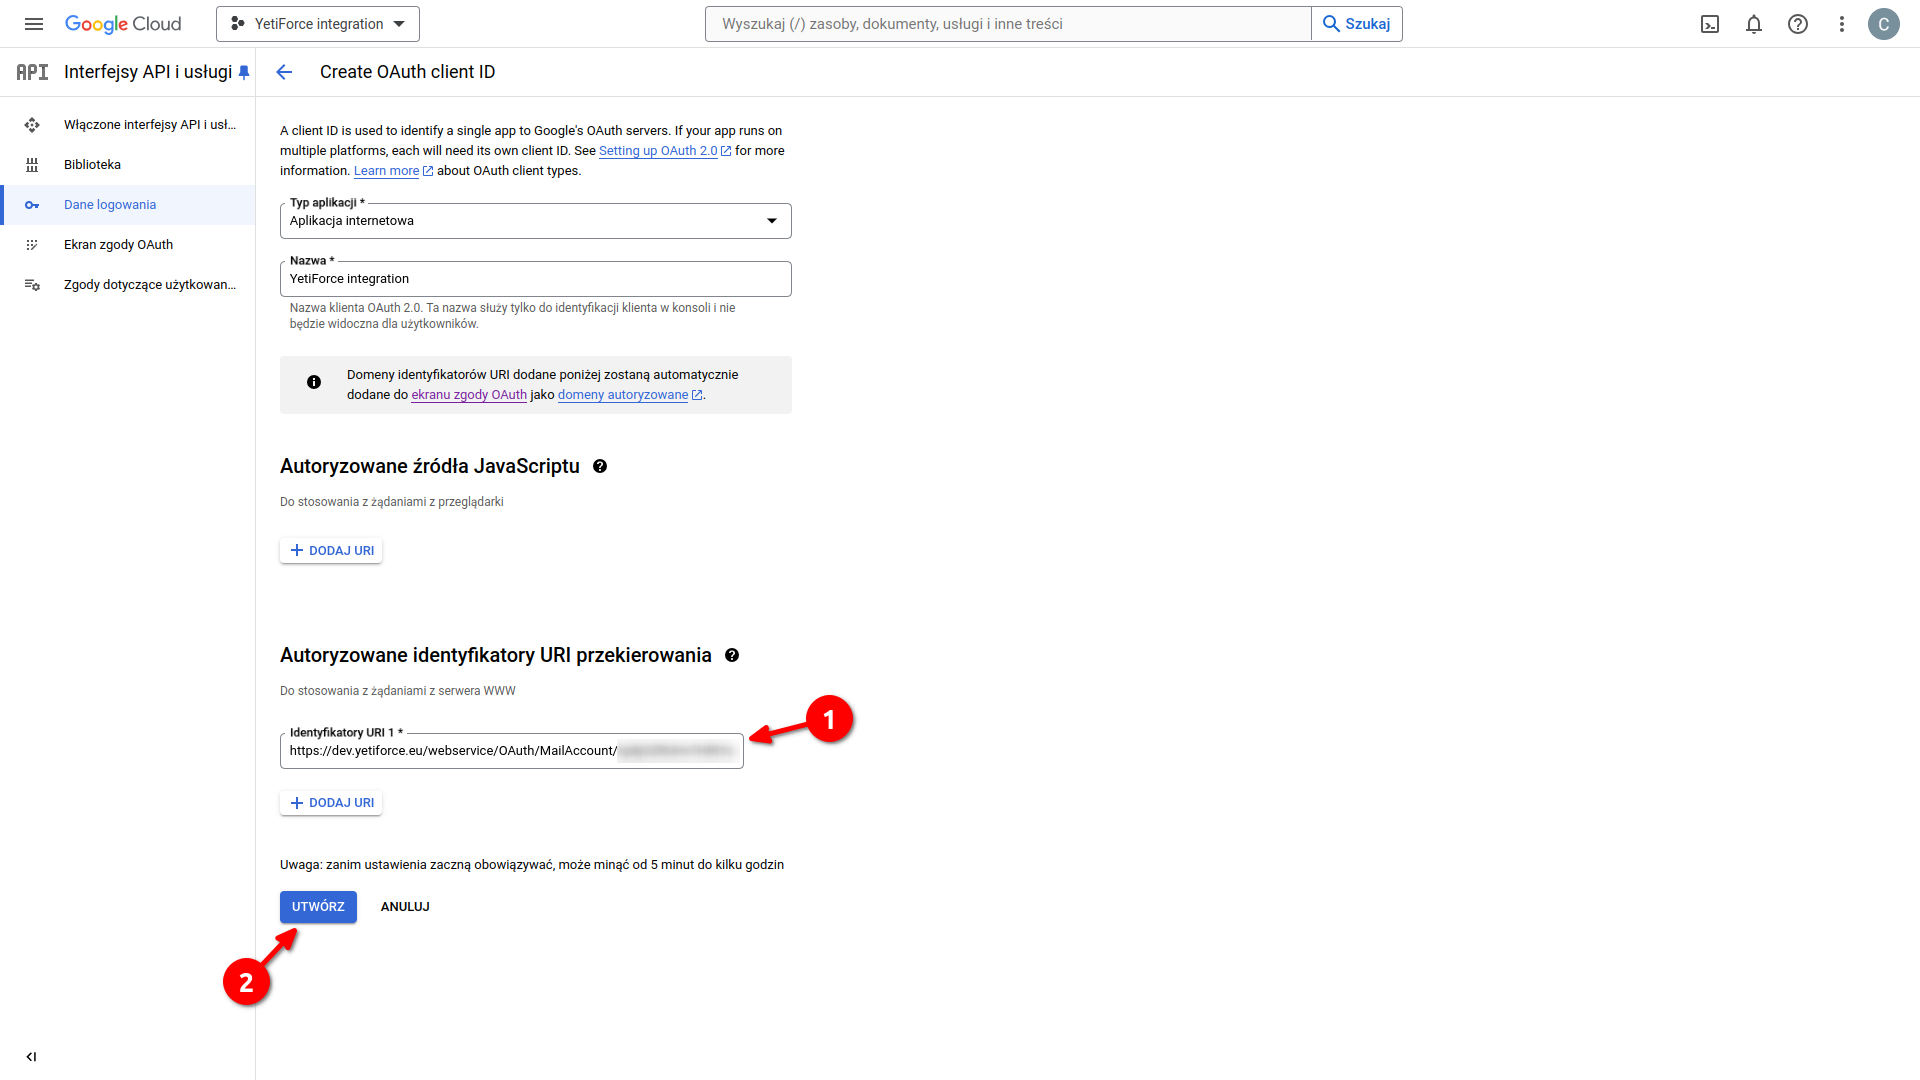 Google Cloud
YetiForce integration
Wyszukaj (/) zasoby, dokumenty, usługi i inne treści
Szukaj
C
API Interfejsy API i usługi
Create OAuth client ID
Włączone interfejsy API i usł...
Biblioteka
Dane logowania
Ekran zgody OAuth
Zgody dotyczące użytkowan...
A client ID is used to identify a single app to Google's OAuth servers. If your app runs on
multiple platforms, each will need its own client ID. See Setting up OAuth 2.0 for more
information. Learn more about OAuth client types.
Typ aplikacji *
Aplikacja internetowa
Nazwa *
YetiForce integration
Nazwa klienta OAuth 2.0. Ta nazwa służy tylko do identyfikacji klienta w konsoli i nie
będzie widoczna dla użytkowników.
Domeny identyfikatorów URI dodane poniżej zostaną automatycznie
dodane do ekranu zgody OAuth jako domeny autoryzowane.
Autoryzowane źródła JavaScriptu
Do stosowania z żądaniami z przeglądarki
+ DODAJ URI
Autoryzowane identyfikatory URI przekierowania
Do stosowania z żądaniami z serwera WWW
1
Identyfikatory URI 1 *
https://dev.yetiforce.eu/webservice/OAuth/MailAccount/
+ DODAJ URI
Uwaga: zanim ustawienia zaczną obowiązywać, może minąć od 5 minut do kilku godzin
UTWÓRZ
ANULUJ
2